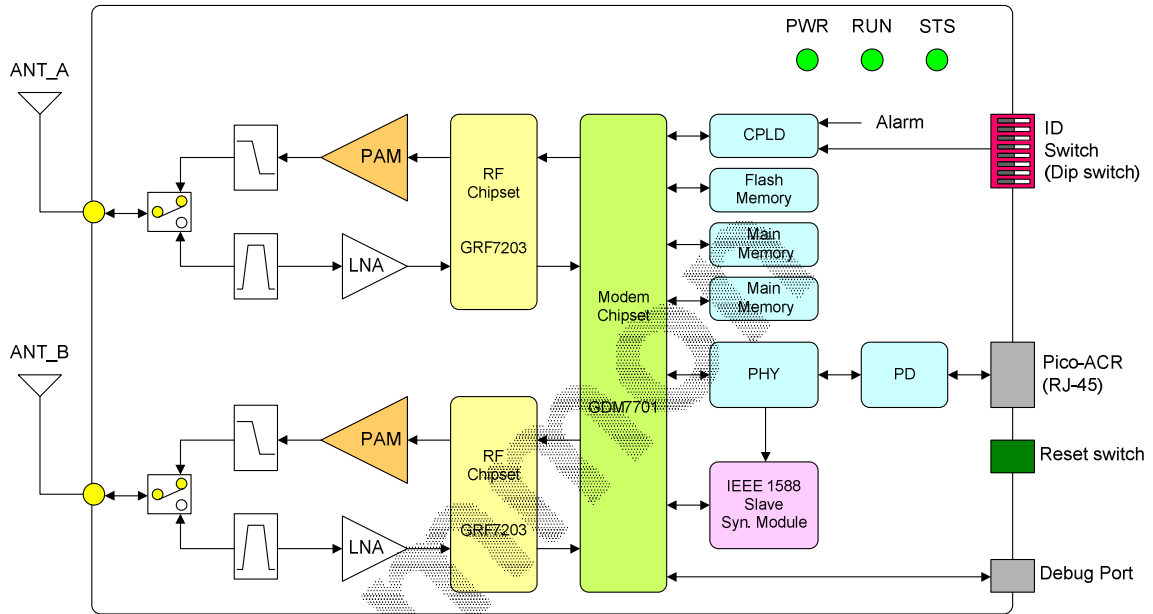 PWR RUN STS
ANT_A
PAM
LNA
RF
Chipset
GRF7203
CPLD
Alarm
ID
Switch
(Dip switch)
Flash
Memory
Main
Memory
Main
Memory
Modem
Chipset
GDM7701
ANT_B
PAM
LNA
RF
Chipset
GRF7203
PHY
PD
Pico-ACR
(RJ-45)
Reset switch
IEEE 1588
Slave
Syn. Module
Debug Port